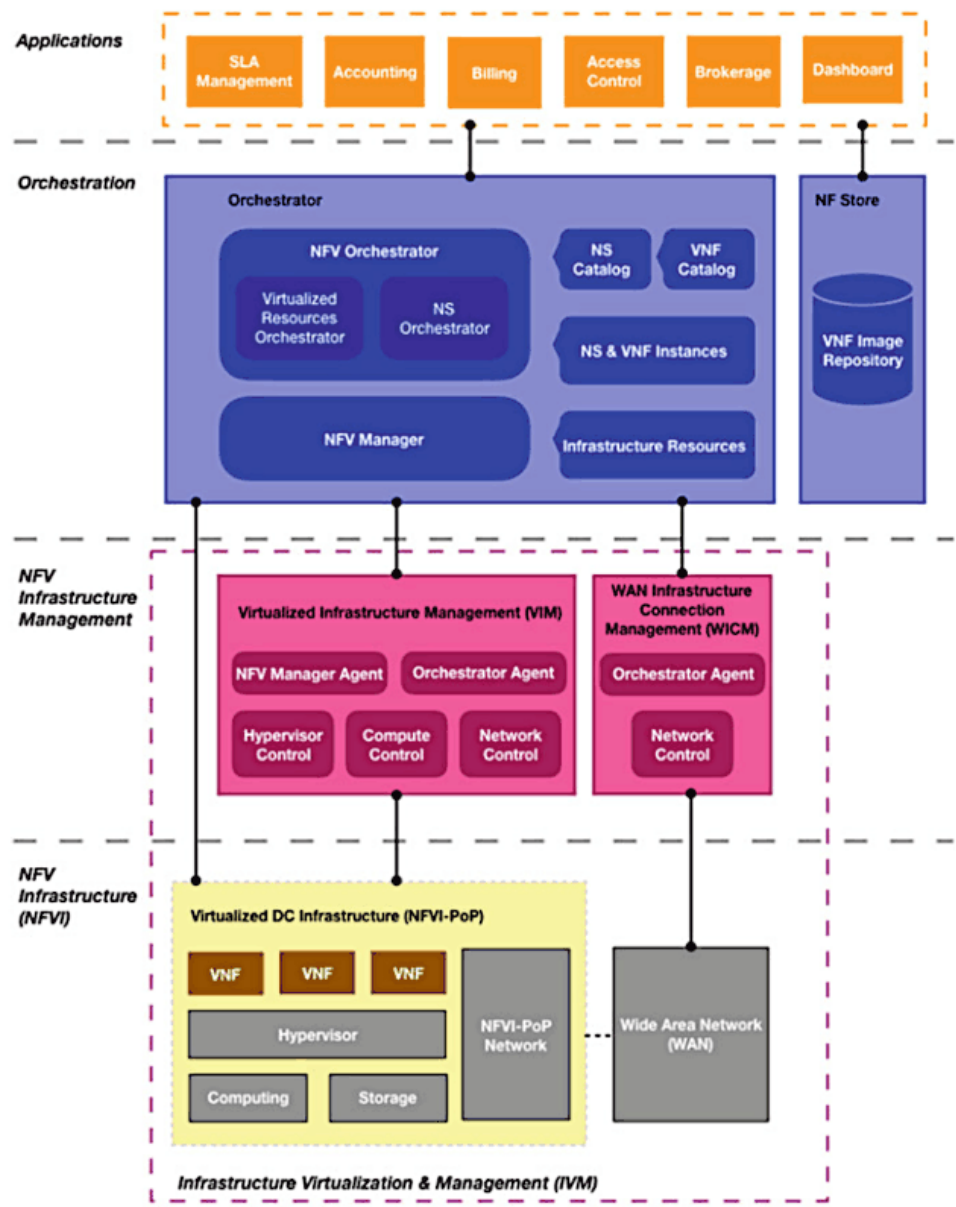 Applications
SLA
Management
Accounting
Billing
Access
Control
Brokerage
Dashboard
Orchestration
Orchestrator
NF Store
NFV Orchestrator
Virtualized
Resources
Orchestrator
NS
Orchestrator
NS
Catalog
VNF
Catalog
NS & VNF Instances
VNF Image
Repository
NFV Manager
Infrastructure Resources
NFV
Infrastructure
Management
Virtualized Infrastructure Management (VIM)
WAN Infrastructure
Connection
Management (WICM)
NFV Manager Agent
Orchestrator Agent
Orchestrator Agent
Hypervisor
Control
Compute
Control
Network
Control
Network
Control
NFV
Infrastructure
(NFVI)
Virtualized DC Infrastructure (NFVI-PoP)
VNF
VNF
VNF
Hypervisor
NFVI-PoP
Network
Wide Area Network
(WAN)
Computing
Storage
Infrastructure Virtualization & Management (IVM)